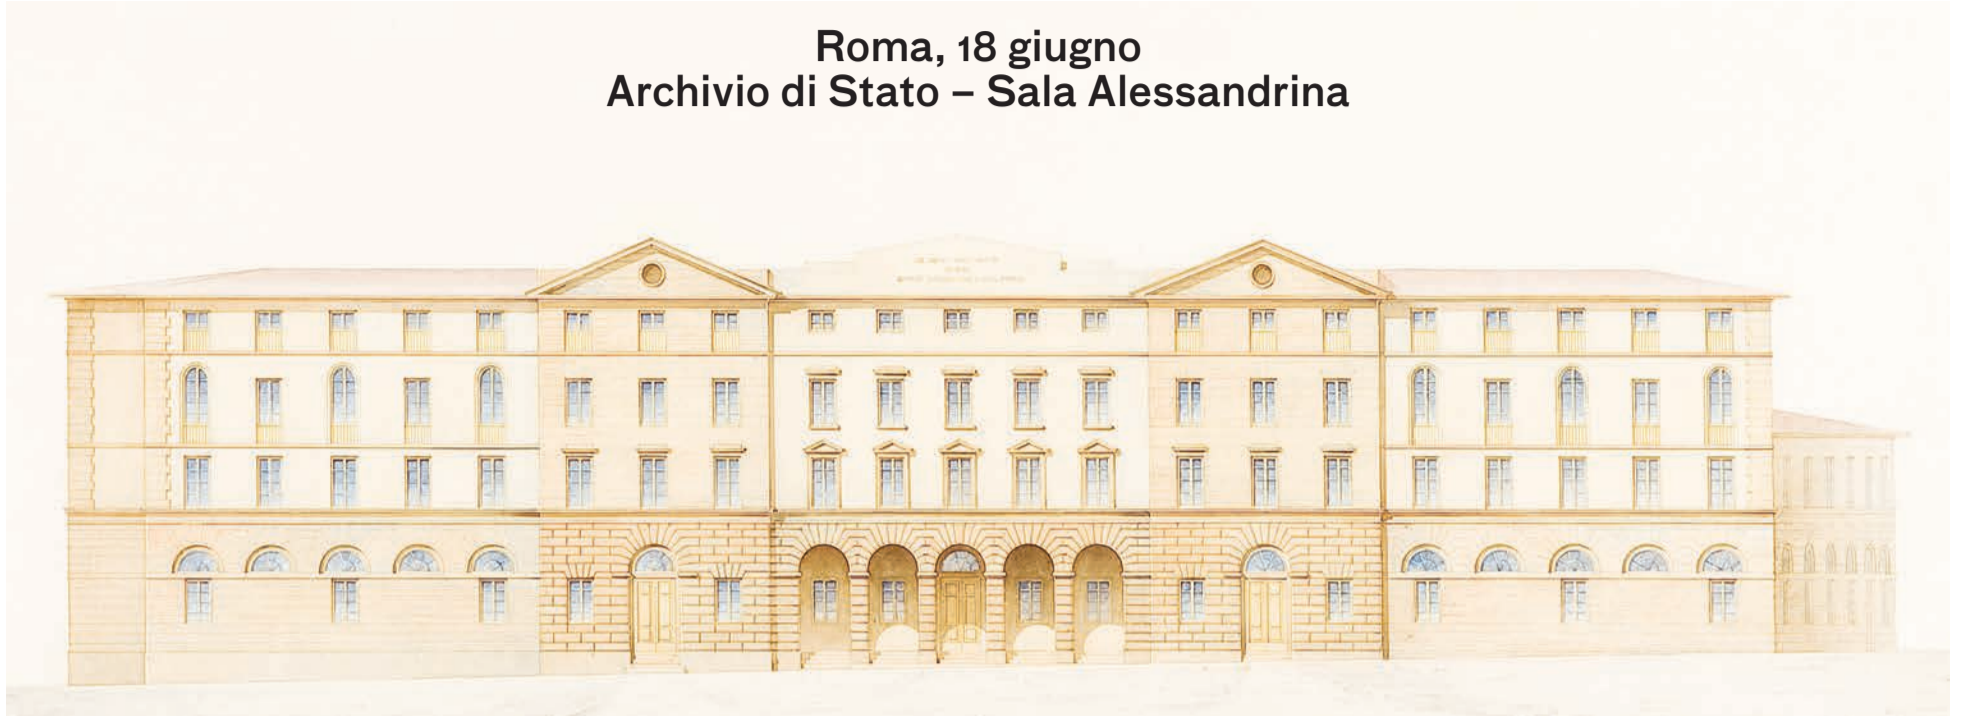 Roma, 18 giugno
Archivio di Stato – Sala Alessandrina